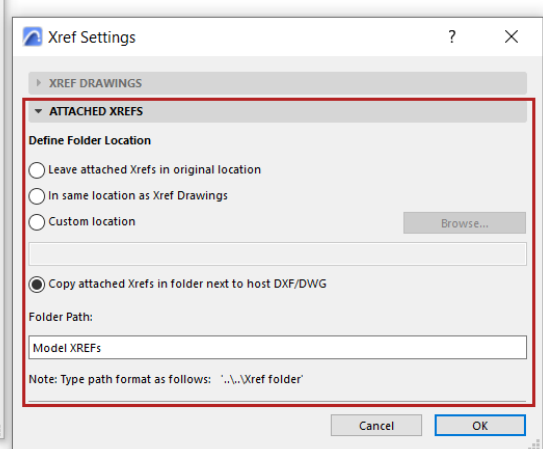 Xref Settings
?
XREF DRAWINGS
ATTACHED XREFS
Define Folder Location
Leave attached Xrefs in original location
In same location as Xref Drawings
Custom location
Browse...
Copy attached Xrefs in folder next to host DXF/DWG
Folder Path:
Model XREFs
Note: Type path format as follows: '..\..\Xref folder'
Cancel
OK